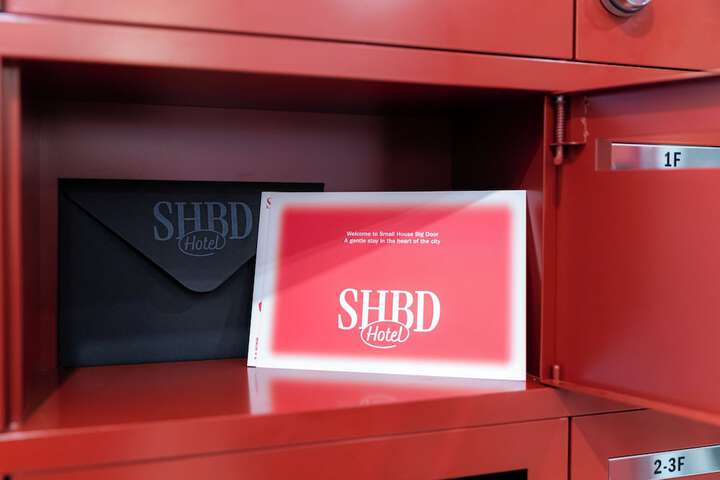 1F
SHBD
Hotel
Welcome to Small House Big Door
A gentle stay in the heart of the city
SHBD
Hotel
2-3F